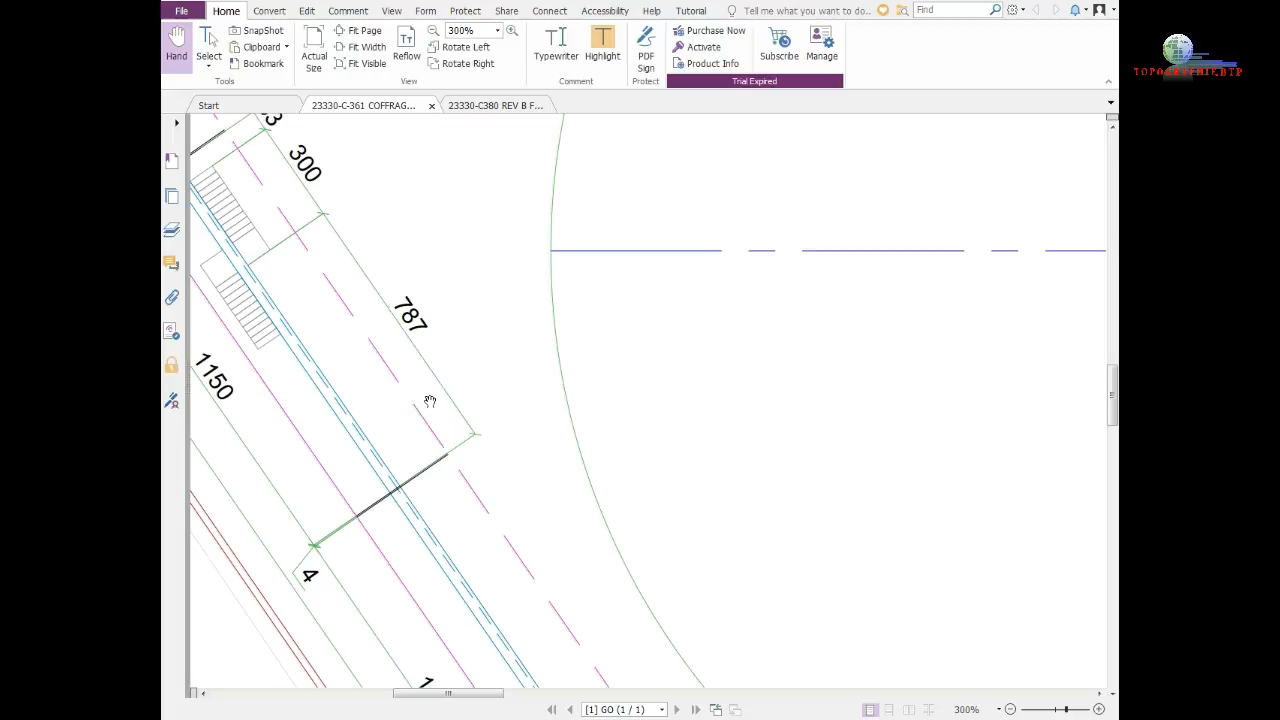 File Home Convert Edit Comment View Form Protect Share Connect Accessibility Help Tutorial Tell me what you want to do... Find
Hand
Select
SnapShot
Clipboard
Bookmark
Tools
Actual Size
Fit Page
Fit Width
Fit Visible
Reflow
300%
Rotate Left
Rotate Right
View
Typewriter
Highlight
Comment
PDF Sign
Protect
Purchase Now
Activate
Product Info
Subscribe
Manage
Trial Expired
Start 23330-C-361 COFFRAG... 23330-C380 REV B F...
300
787
1150
4
[1] GO (1 / 1)
300%